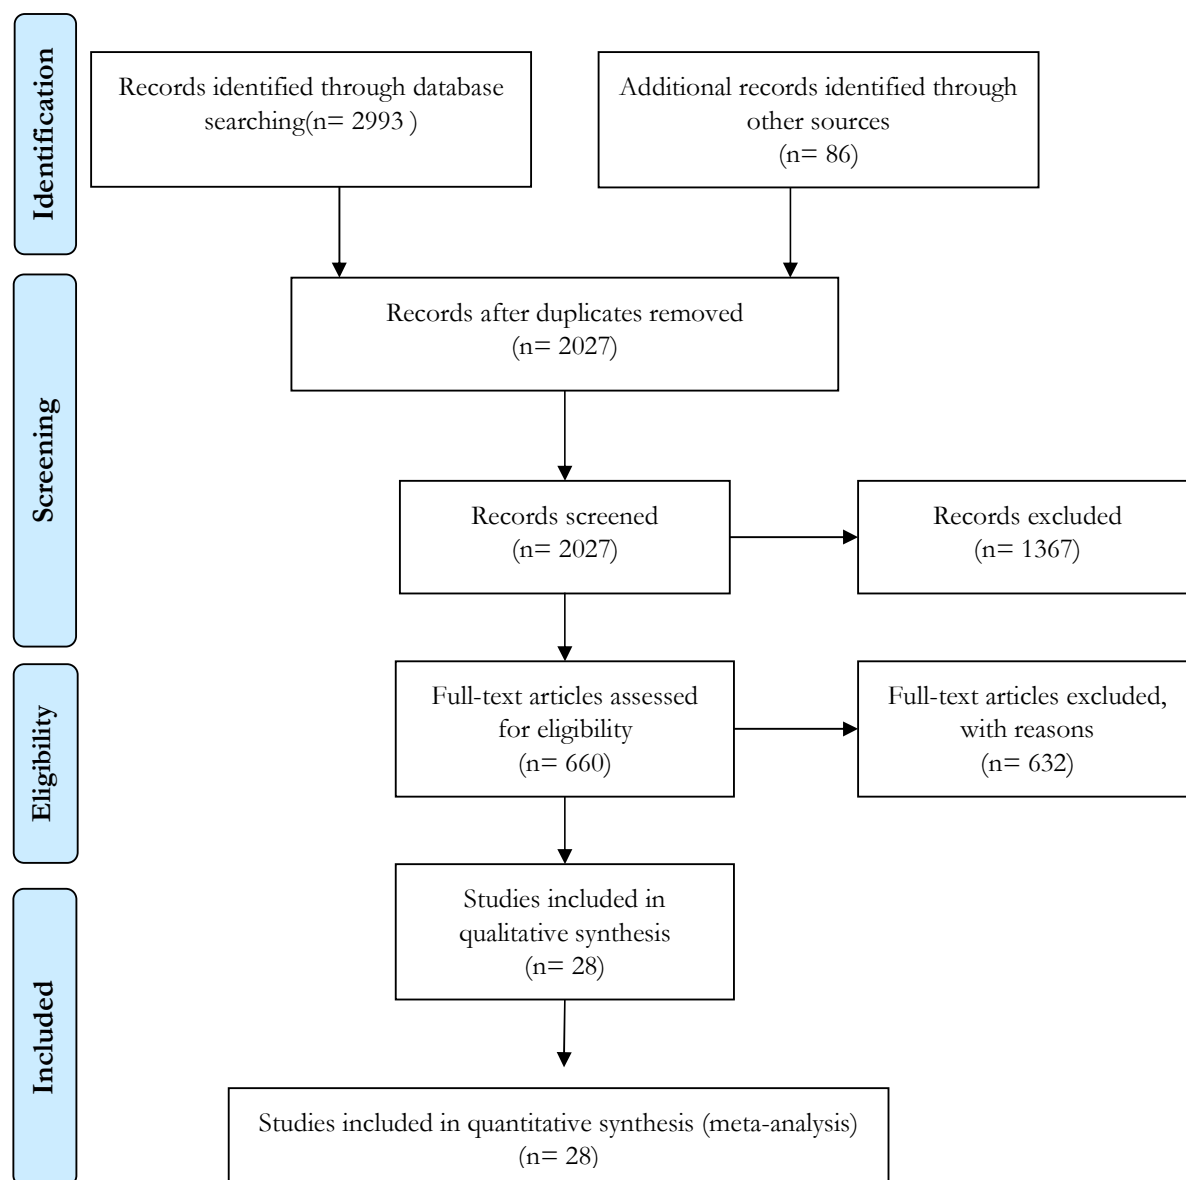 Identification
Records identified through database
searching(n= 2993 )
Additional records identified through
other sources
(n= 86)
Screening
Records after duplicates removed
(n= 2027)
Records screened
(n= 2027)
Records excluded
(n= 1367)
Eligibility
Full-text articles assessed
for eligibility
(n= 660)
Full-text articles excluded,
with reasons
(n= 632)
Included
Studies included in
qualitative synthesis
(n= 28)
Studies included in quantitative synthesis (meta-analysis)
(n= 28)